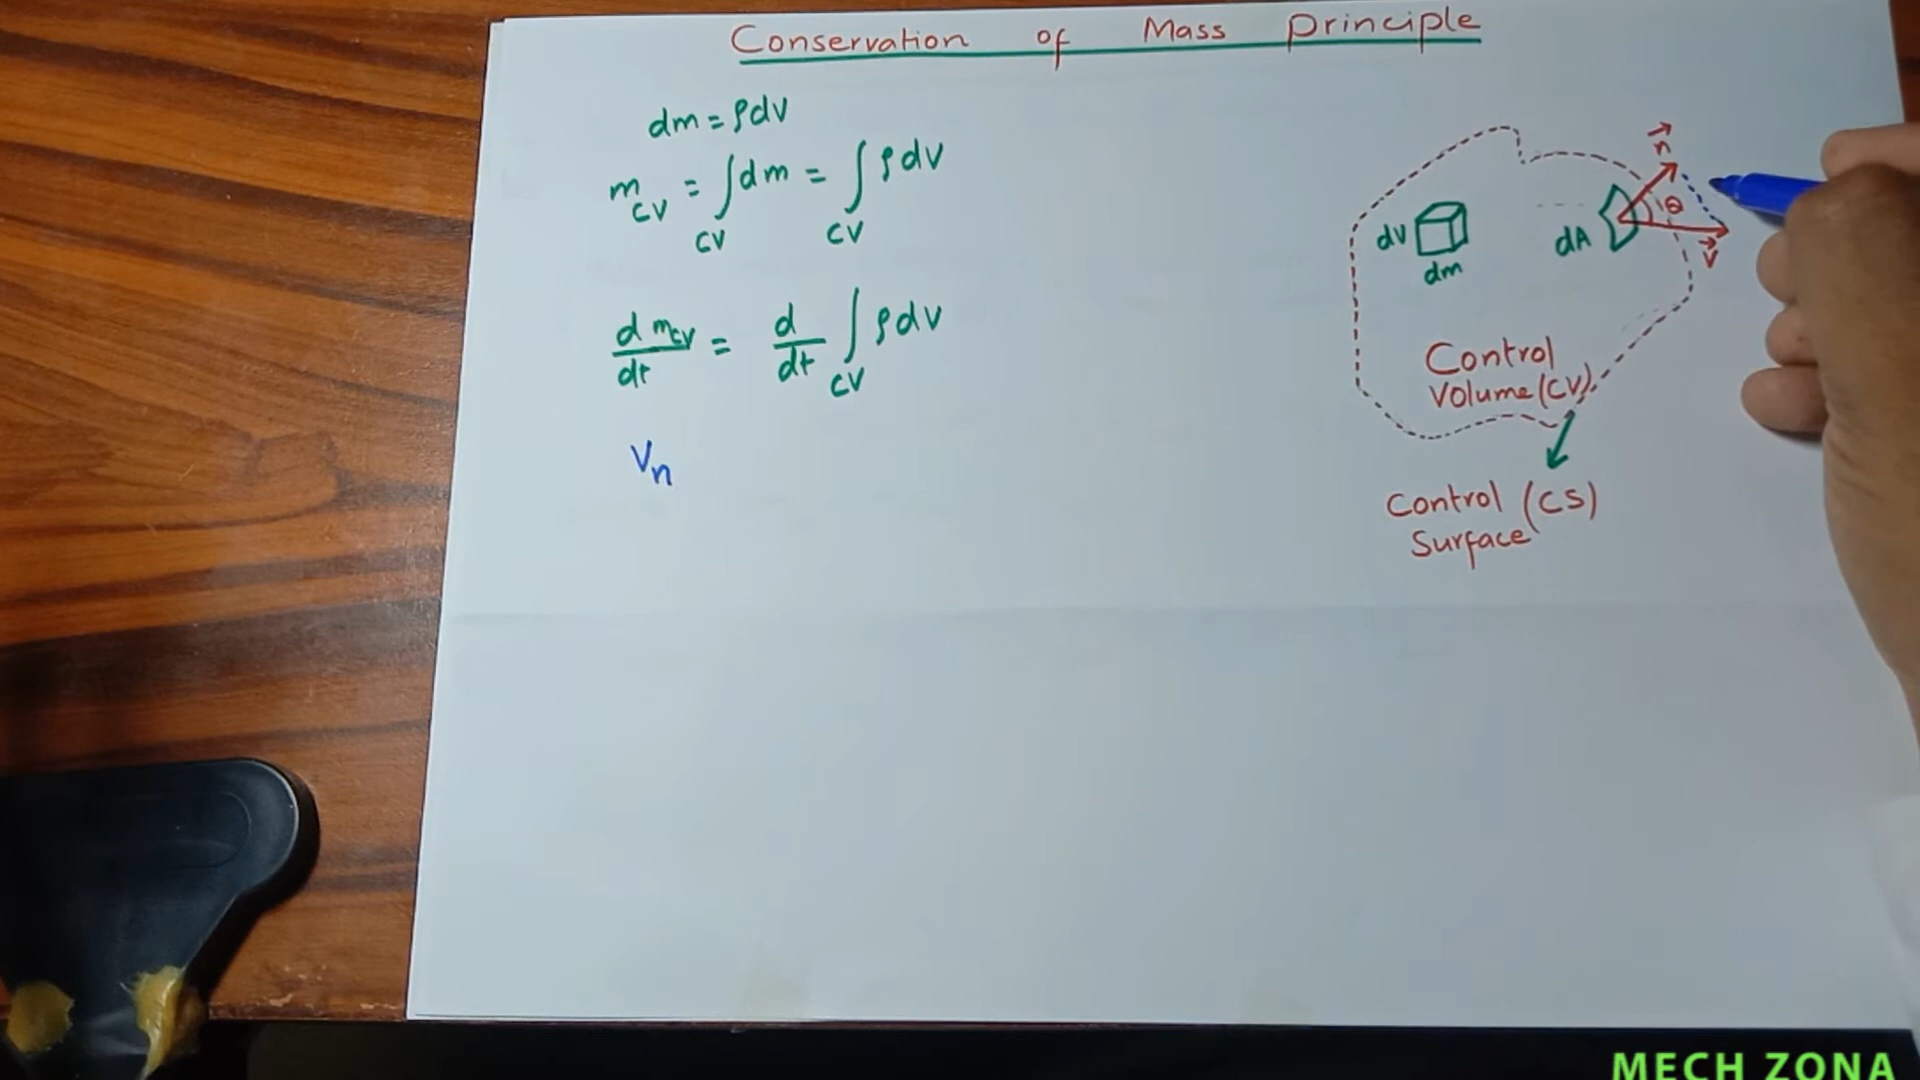 Conservation of Mass Principle
dm = ρdV
m_CV = ∫_CV dm = ∫_CV ρdV
d m_CV / dt = d/dt ∫_CV ρdV
V_n
n⃗
θ
V⃗
dV
dm
dA
Control
Volume (CV)
Control (CS)
Surface
MECH ZONA